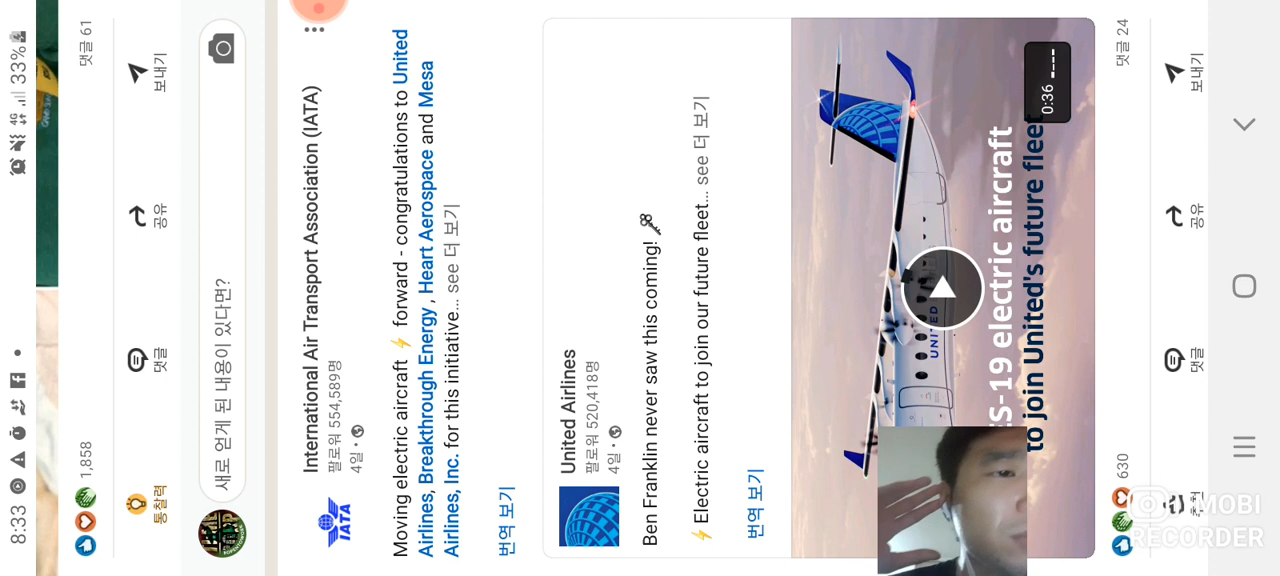 8:33
4G
33%
1,858
댓글 61
통찰력
댓글
공유
보내기
새로 얻게 된 내용이 있다면?
IATA
International Air Transport Association (IATA)
팔로워 554,589명
4일 •
Moving electric aircraft ⚡ forward - congratulations to United
Airlines, Breakthrough Energy , Heart Aerospace and Mesa
Airlines, Inc. for this initiative... see 더 보기
번역 보기
United Airlines
팔로워 520,418명
4일 •
Ben Franklin never saw this coming! 🗝
⚡ Electric aircraft to join our future fleet... see 더 보기
번역 보기
UNITED
0:36
S-19 electric aircraft
to join United's future fleet
630
댓글 24
댓글
공유
보내기
MOBI
RECORDER